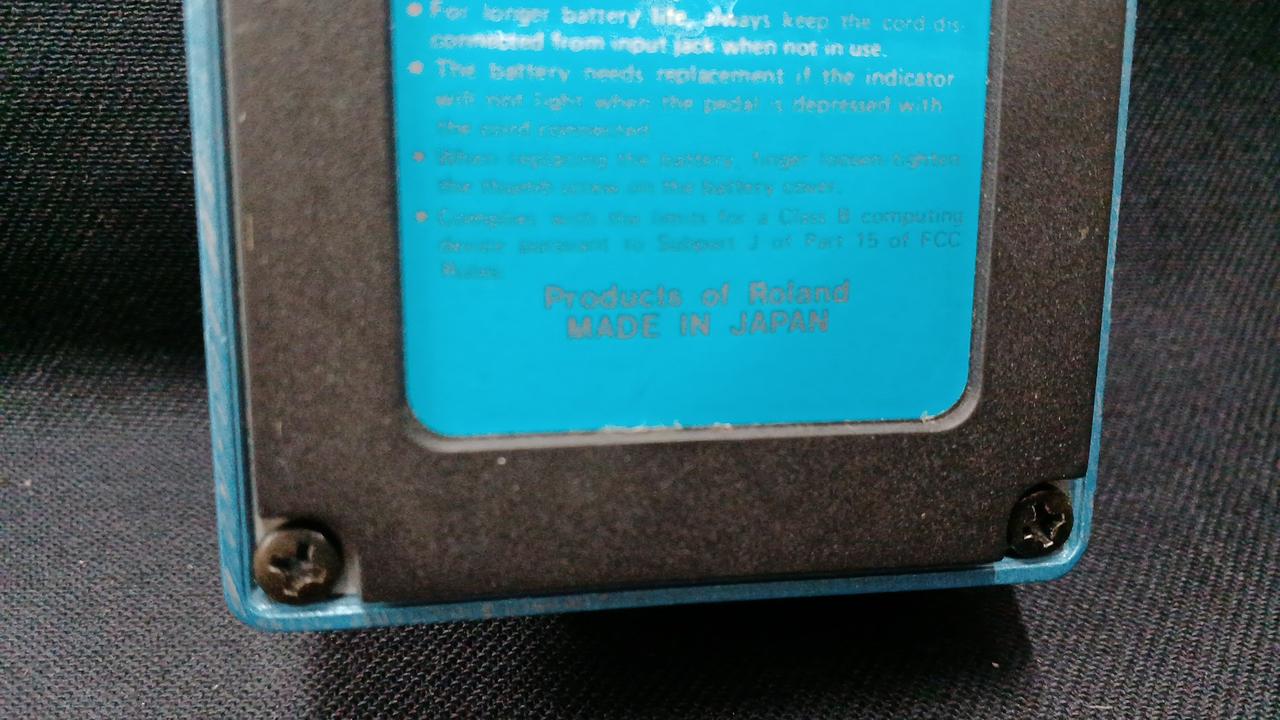 ● For longer battery life, always keep the cord dis-
connected from input jack when not in use.
● The battery needs replacement if the indicator
will not light when the pedal is depressed with
the cord connected.
● When replacing the battery, finger loosen/tighten
the thumb screw on the battery cover.
● Complies with the limits for a Class B computing
device pursuant to Subpart J of Part 15 of FCC
Rules.
Products of Roland
MADE IN JAPAN